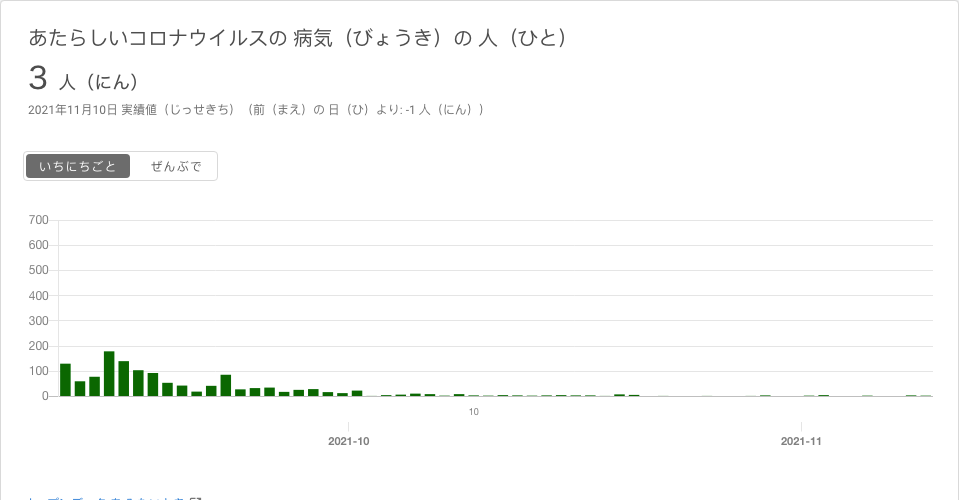 あたらしいコロナウイルスの 病気（びょうき）の 人（ひと）
3 人（にん）
2021年11月10日 実績値（じっせきち）（前（まえ）の 日（ひ）より: -1 人（にん））
いちにちごと ぜんぶで
700
600
500
400
300
200
100
0
10
2021-10 2021-11